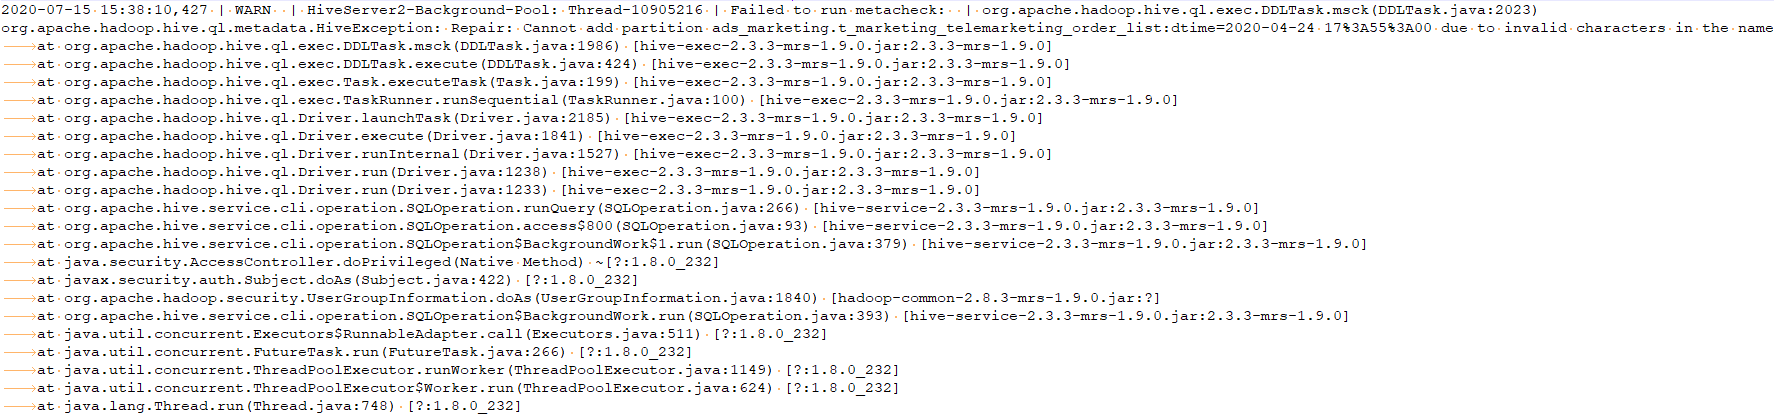 2020-07-15 15:38:10,427 | WARN  | HiveServer2-Background-Pool: Thread-10905216 | Failed to run metacheck:  | org.apache.hadoop.hive.ql.exec.DDLTask.msck(DDLTask.java:2023)
org.apache.hadoop.hive.ql.metadata.HiveException: Repair: Cannot add partition ads_marketing.t_marketing_telemarketing_order_list:dtime=2020-04-24 17%3A55%3A00 due to invalid characters in the name
at org.apache.hadoop.hive.ql.exec.DDLTask.msck(DDLTask.java:1986) [hive-exec-2.3.3-mrs-1.9.0.jar:2.3.3-mrs-1.9.0]
at org.apache.hadoop.hive.ql.exec.DDLTask.execute(DDLTask.java:424) [hive-exec-2.3.3-mrs-1.9.0.jar:2.3.3-mrs-1.9.0]
at org.apache.hadoop.hive.ql.exec.Task.executeTask(Task.java:199) [hive-exec-2.3.3-mrs-1.9.0.jar:2.3.3-mrs-1.9.0]
at org.apache.hadoop.hive.ql.exec.TaskRunner.runSequential(TaskRunner.java:100) [hive-exec-2.3.3-mrs-1.9.0.jar:2.3.3-mrs-1.9.0]
at org.apache.hadoop.hive.ql.Driver.launchTask(Driver.java:2185) [hive-exec-2.3.3-mrs-1.9.0.jar:2.3.3-mrs-1.9.0]
at org.apache.hadoop.hive.ql.Driver.execute(Driver.java:1841) [hive-exec-2.3.3-mrs-1.9.0.jar:2.3.3-mrs-1.9.0]
at org.apache.hadoop.hive.ql.Driver.runInternal(Driver.java:1527) [hive-exec-2.3.3-mrs-1.9.0.jar:2.3.3-mrs-1.9.0]
at org.apache.hadoop.hive.ql.Driver.run(Driver.java:1238) [hive-exec-2.3.3-mrs-1.9.0.jar:2.3.3-mrs-1.9.0]
at org.apache.hadoop.hive.ql.Driver.run(Driver.java:1233) [hive-exec-2.3.3-mrs-1.9.0.jar:2.3.3-mrs-1.9.0]
at org.apache.hive.service.cli.operation.SQLOperation.runQuery(SQLOperation.java:266) [hive-service-2.3.3-mrs-1.9.0.jar:2.3.3-mrs-1.9.0]
at org.apache.hive.service.cli.operation.SQLOperation.access$800(SQLOperation.java:93) [hive-service-2.3.3-mrs-1.9.0.jar:2.3.3-mrs-1.9.0]
at org.apache.hive.service.cli.operation.SQLOperation$BackgroundWork$1.run(SQLOperation.java:379) [hive-service-2.3.3-mrs-1.9.0.jar:2.3.3-mrs-1.9.0]
at java.security.AccessController.doPrivileged(Native Method) ~[?:1.8.0_232]
at javax.security.auth.Subject.doAs(Subject.java:422) [?:1.8.0_232]
at org.apache.hadoop.security.UserGroupInformation.doAs(UserGroupInformation.java:1840) [hadoop-common-2.8.3-mrs-1.9.0.jar:?]
at org.apache.hive.service.cli.operation.SQLOperation$BackgroundWork.run(SQLOperation.java:393) [hive-service-2.3.3-mrs-1.9.0.jar:2.3.3-mrs-1.9.0]
at java.util.concurrent.Executors$RunnableAdapter.call(Executors.java:511) [?:1.8.0_232]
at java.util.concurrent.FutureTask.run(FutureTask.java:266) [?:1.8.0_232]
at java.util.concurrent.ThreadPoolExecutor.runWorker(ThreadPoolExecutor.java:1149) [?:1.8.0_232]
at java.util.concurrent.ThreadPoolExecutor$Worker.run(ThreadPoolExecutor.java:624) [?:1.8.0_232]
at java.lang.Thread.run(Thread.java:748) [?:1.8.0_232]